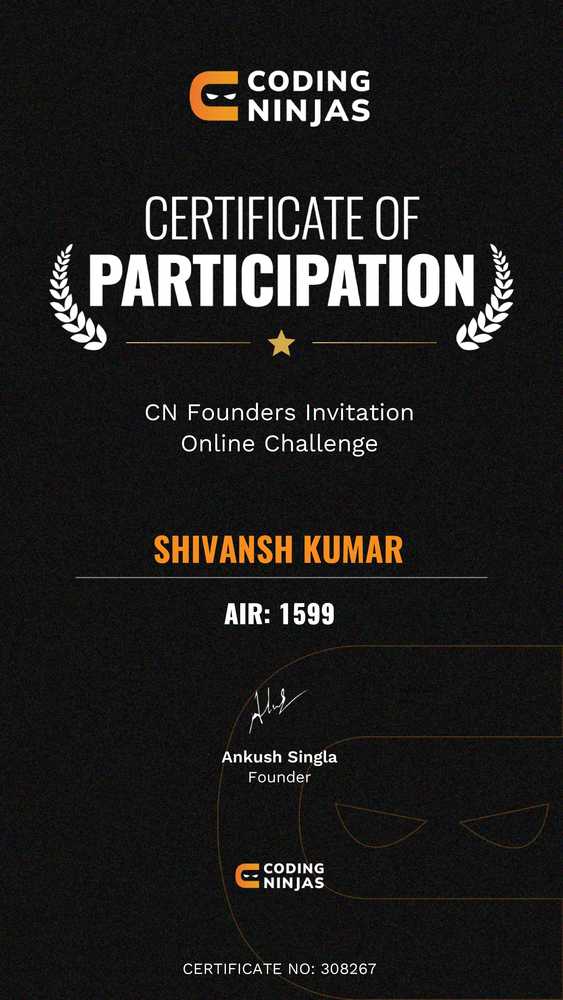 CODING
NINJAS
CERTIFICATE OF
PARTICIPATION
CN Founders Invitation
Online Challenge
SHIVANSH KUMAR
AIR: 1599
Ankush Singla
Founder
CODING
NINJAS
CERTIFICATE NO: 308267